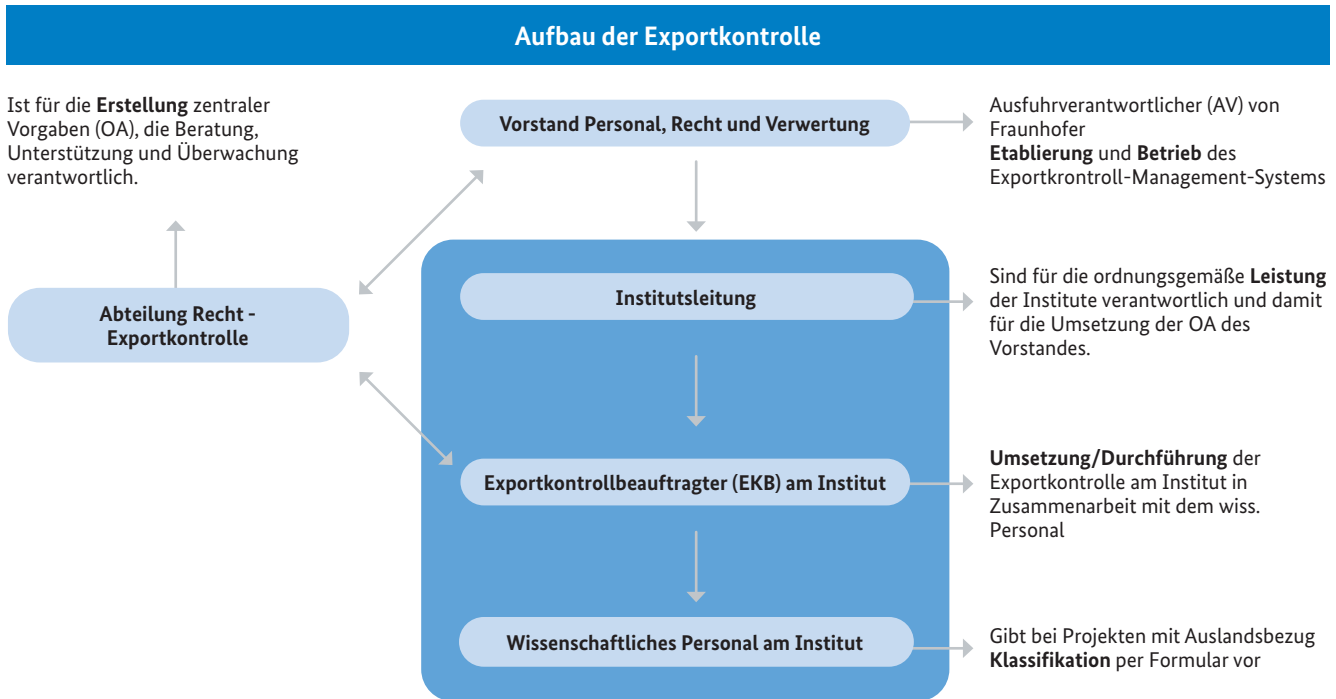 Aufbau der Exportkontrolle
Ist für die Erstellung zentraler
Vorgaben (OA), die Beratung,
Unterstützung und Überwachung
verantwortlich.
Vorstand Personal, Recht und Verwertung
Ausfuhrverantwortlicher (AV) von
Fraunhofer
Etablierung und Betrieb des
Exportkrontroll-Management-Systems
Abteilung Recht -
Exportkontrolle
Institutsleitung
Sind für die ordnungsgemäße Leistung
der Institute verantwortlich und damit
für die Umsetzung der OA des
Vorstandes.
Exportkontrollbeauftragter (EKB) am Institut
Umsetzung/Durchführung der
Exportkontrolle am Institut in
Zusammenarbeit mit dem wiss.
Personal
Wissenschaftliches Personal am Institut
Gibt bei Projekten mit Auslandsbezug
Klassifikation per Formular vor